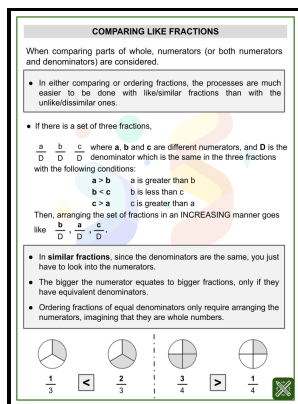 COMPARING LIKE FRACTIONS
When comparing parts of whole, numerators (or both numerators
and denominators) are considered.
• In either comparing or ordering fractions, the processes are much
easier to be done with like/similar fractions than with the
unlike/dissimilar ones.
• If there is a set of three fractions,
a/D b/D c/D where a, b and c are different numerators, and D is the
denominator which is the same in the three fractions
with the following conditions:
a > b a is greater than b
b < c b is less than c
c > a c is greater than a
Then, arranging the set of fractions in an INCREASING manner goes
like b/D , a/D , c/D .
• In similar fractions, since the denominators are the same, you just
have to look into the numerators.
• The bigger the numerator equates to bigger fractions, only if they
have equivalent denominators.
• Ordering fractions of equal denominators only require arranging the
numerators, imagining that they are whole numbers.
1/3 < 2/3 3/4 > 1/4